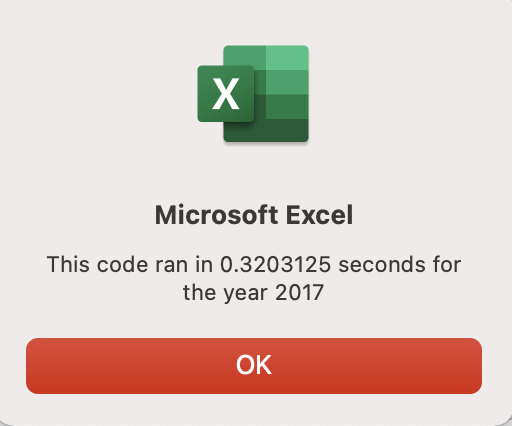 X
Microsoft Excel
This code ran in 0.3203125 seconds for
the year 2017
OK